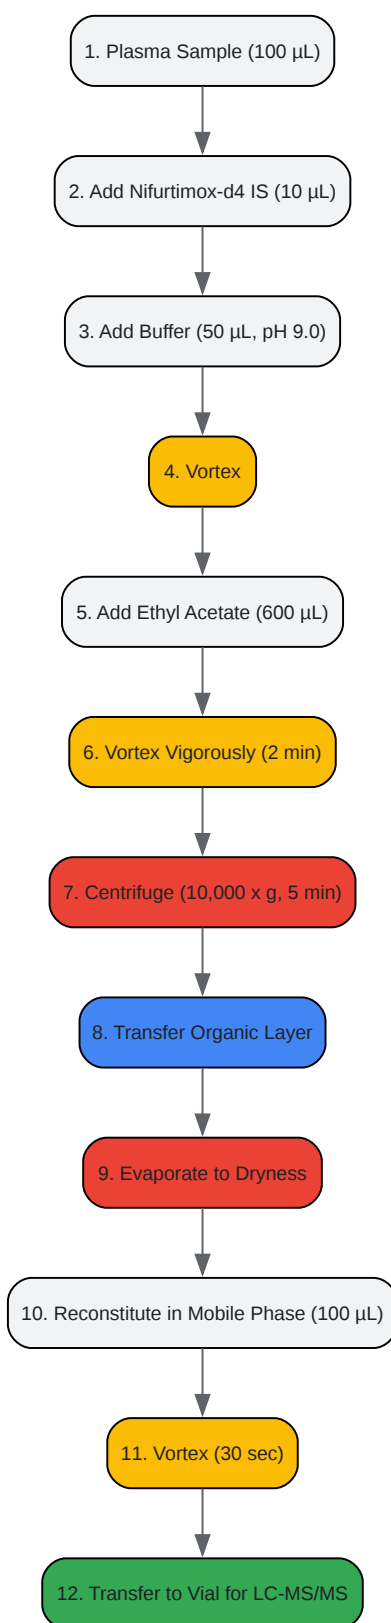 1. Plasma Sample (100 µL)
2. Add Nifurtimox-d4 IS (10 µL)
3. Add Buffer (50 µL, pH 9.0)
4. Vortex
5. Add Ethyl Acetate (600 µL)
6. Vortex Vigorously (2 min)
7. Centrifuge (10,000 x g, 5 min)
8. Transfer Organic Layer
9. Evaporate to Dryness
10. Reconstitute in Mobile Phase (100 µL)
11. Vortex (30 sec)
12. Transfer to Vial for LC-MS/MS